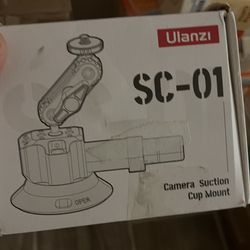 Ulanzi
SC-01
OPEN
Camera Suction
Cup Mount